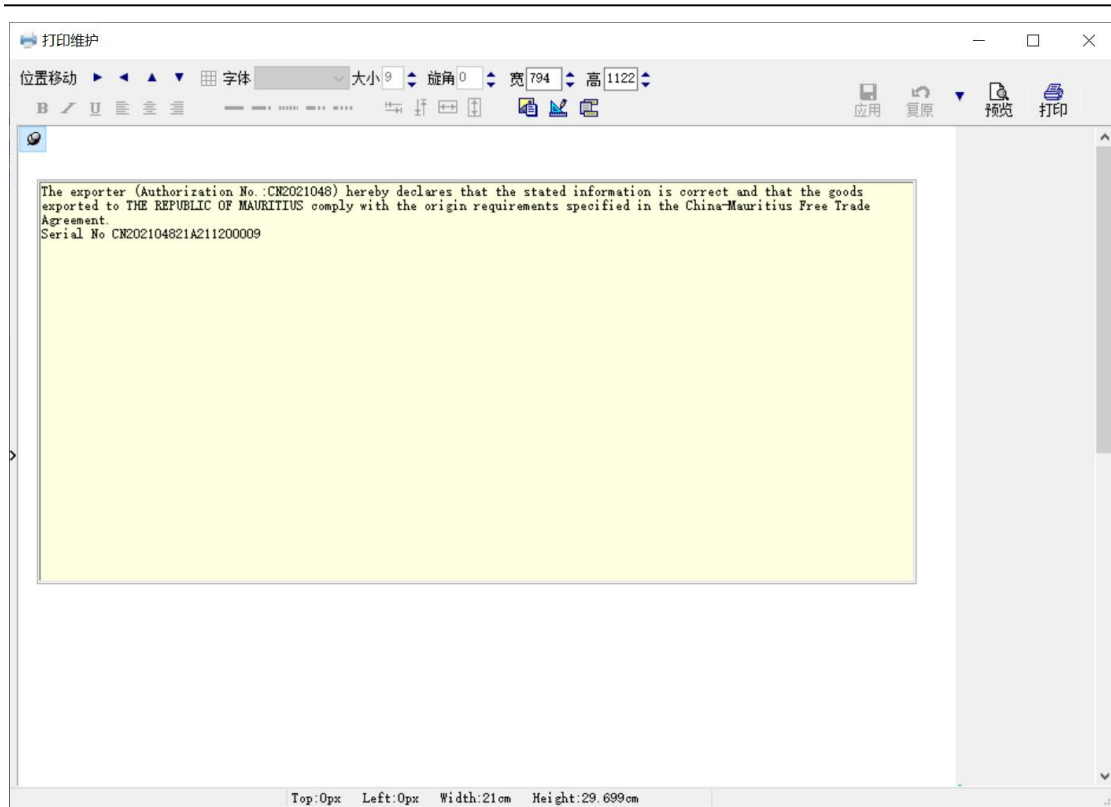 打印维护
位置移动 字体 大小 9 旋角 0 宽 794 高 1122
B I U 应用 复原 预览 打印
The exporter (Authorization No.:CN2021048) hereby declares that the stated information is correct and that the goods
exported to THE REPUBLIC OF MAURITIUS comply with the origin requirements specified in the China-Mauritius Free Trade
Agreement.
Serial No CN202104821A211200009
Top:0px Left:0px Width:21cm Height:29.699cm